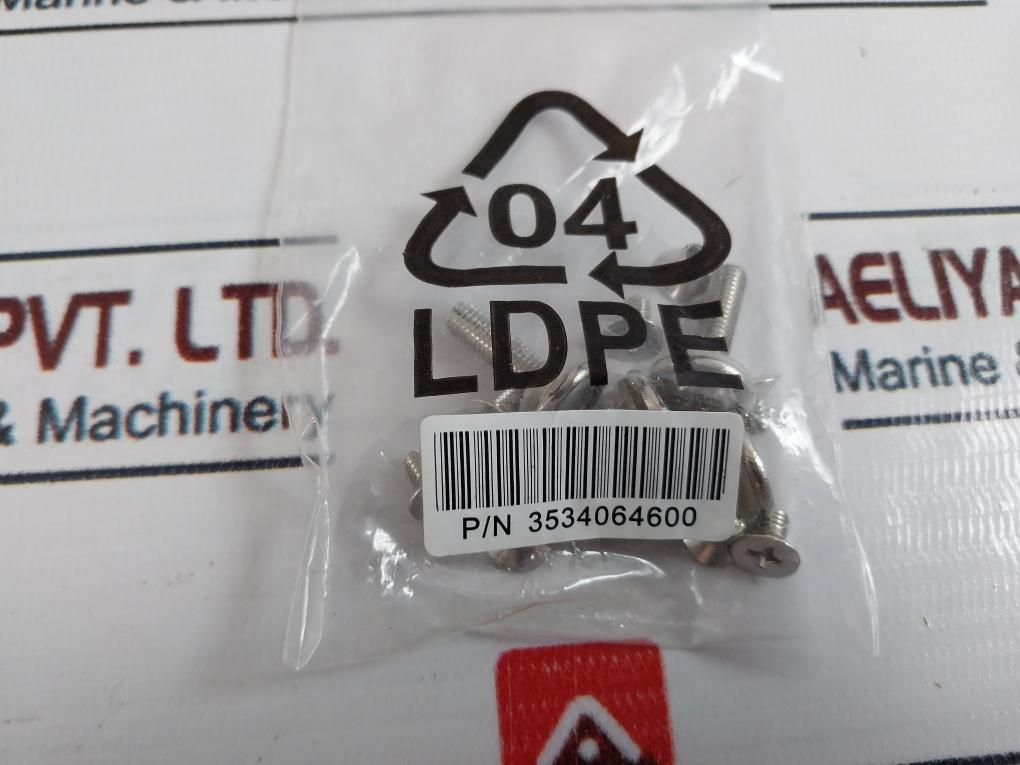 04
LDPE
P/N 3534064600
PVT. LTD.
& Machinery
AELIYA
Marine &